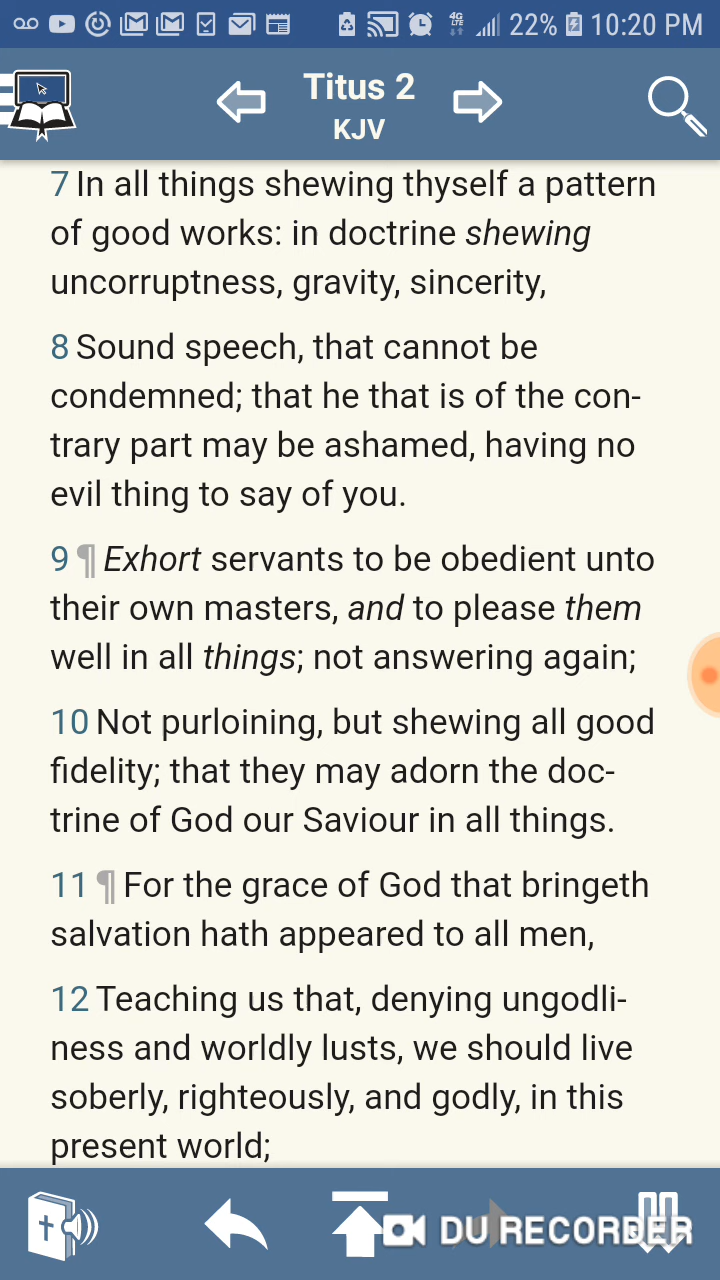 4G
LTE
22%
10:20 PM
Titus 2
KJV
7 In all things shewing thyself a pattern
of good works: in doctrine shewing
uncorruptness, gravity, sincerity,
8 Sound speech, that cannot be
condemned; that he that is of the con-
trary part may be ashamed, having no
evil thing to say of you.
9 ¶ Exhort servants to be obedient unto
their own masters, and to please them
well in all things; not answering again;
10 Not purloining, but shewing all good
fidelity; that they may adorn the doc-
trine of God our Saviour in all things.
11 ¶ For the grace of God that bringeth
salvation hath appeared to all men,
12 Teaching us that, denying ungodli-
ness and worldly lusts, we should live
soberly, righteously, and godly, in this
present world;
DU RECORDER